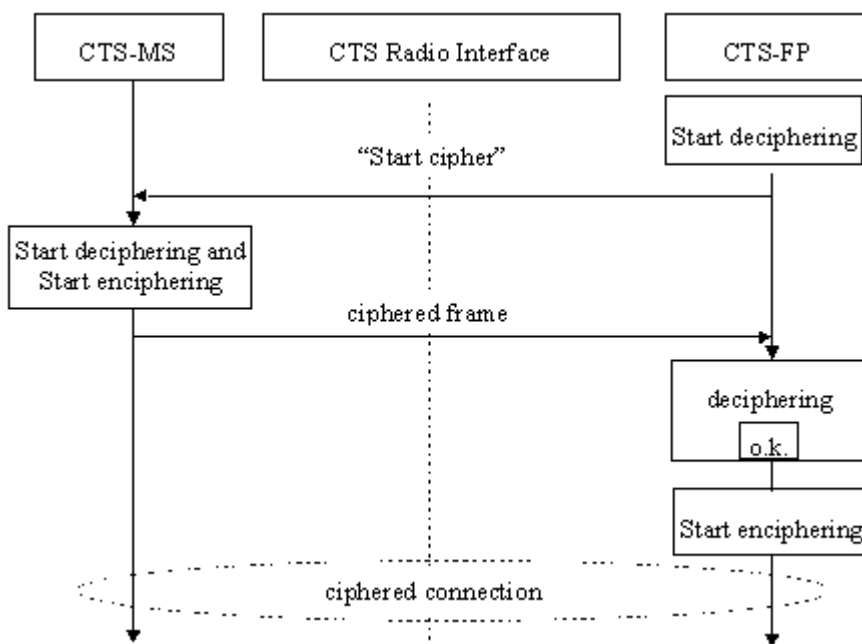 CTS-MS
CTS Radio Interface
CTS-FP
Start deciphering
“Start cipher”
Start deciphering and
Start enciphering
ciphered frame
deciphering
o.k.
Start enciphering
ciphered connection